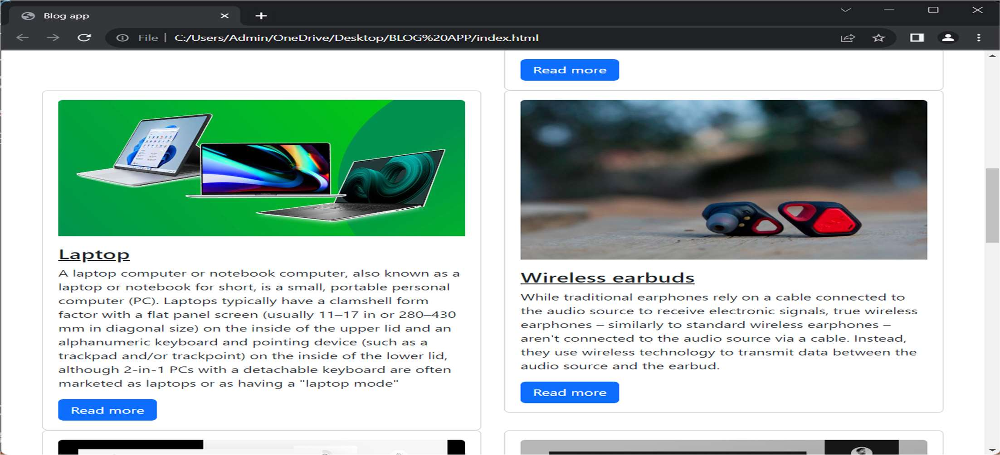 Blog app
File | C:/Users/Admin/OneDrive/Desktop/BLOG%20APP/index.html
Read more
Laptop
A laptop computer or notebook computer, also known as a
laptop or notebook for short, is a small, portable personal
computer (PC). Laptops typically have a clamshell form
factor with a flat panel screen (usually 11–17 in or 280–430
mm in diagonal size) on the inside of the upper lid and an
alphanumeric keyboard and pointing device (such as a
trackpad and/or trackpoint) on the inside of the lower lid,
although 2-in-1 PCs with a detachable keyboard are often
marketed as laptops or as having a "laptop mode"
Read more
Wireless earbuds
While traditional earphones rely on a cable connected to
the audio source to receive electronic signals, true wireless
earphones – similarly to standard wireless earphones –
aren't connected to the audio source via a cable. Instead,
they use wireless technology to transmit data between the
audio source and the earbud.
Read more